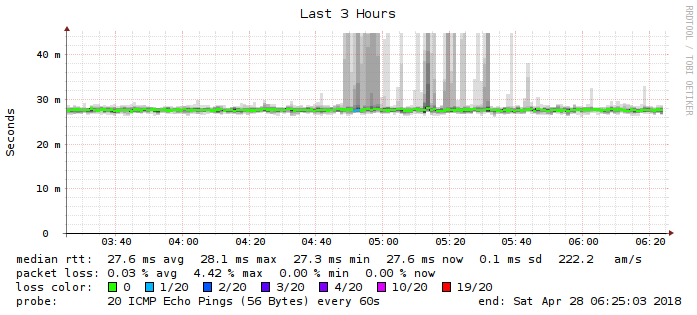 Last 3 Hours
RRDTOOL / TOBI OETIKER
Seconds
40 m
30 m
20 m
10 m
0
03:40 04:00 04:20 04:40 05:00 05:20 05:40 06:00 06:20
median rtt: 27.6 ms avg 28.1 ms max 27.3 ms min 27.6 ms now 0.1 ms sd 222.2 am/s
packet loss: 0.03 % avg 4.42 % max 0.00 % min 0.00 % now
loss color: 0 1/20 2/20 3/20 4/20 10/20 19/20
probe: 20 ICMP Echo Pings (56 Bytes) every 60s end: Sat Apr 28 06:25:03 2018